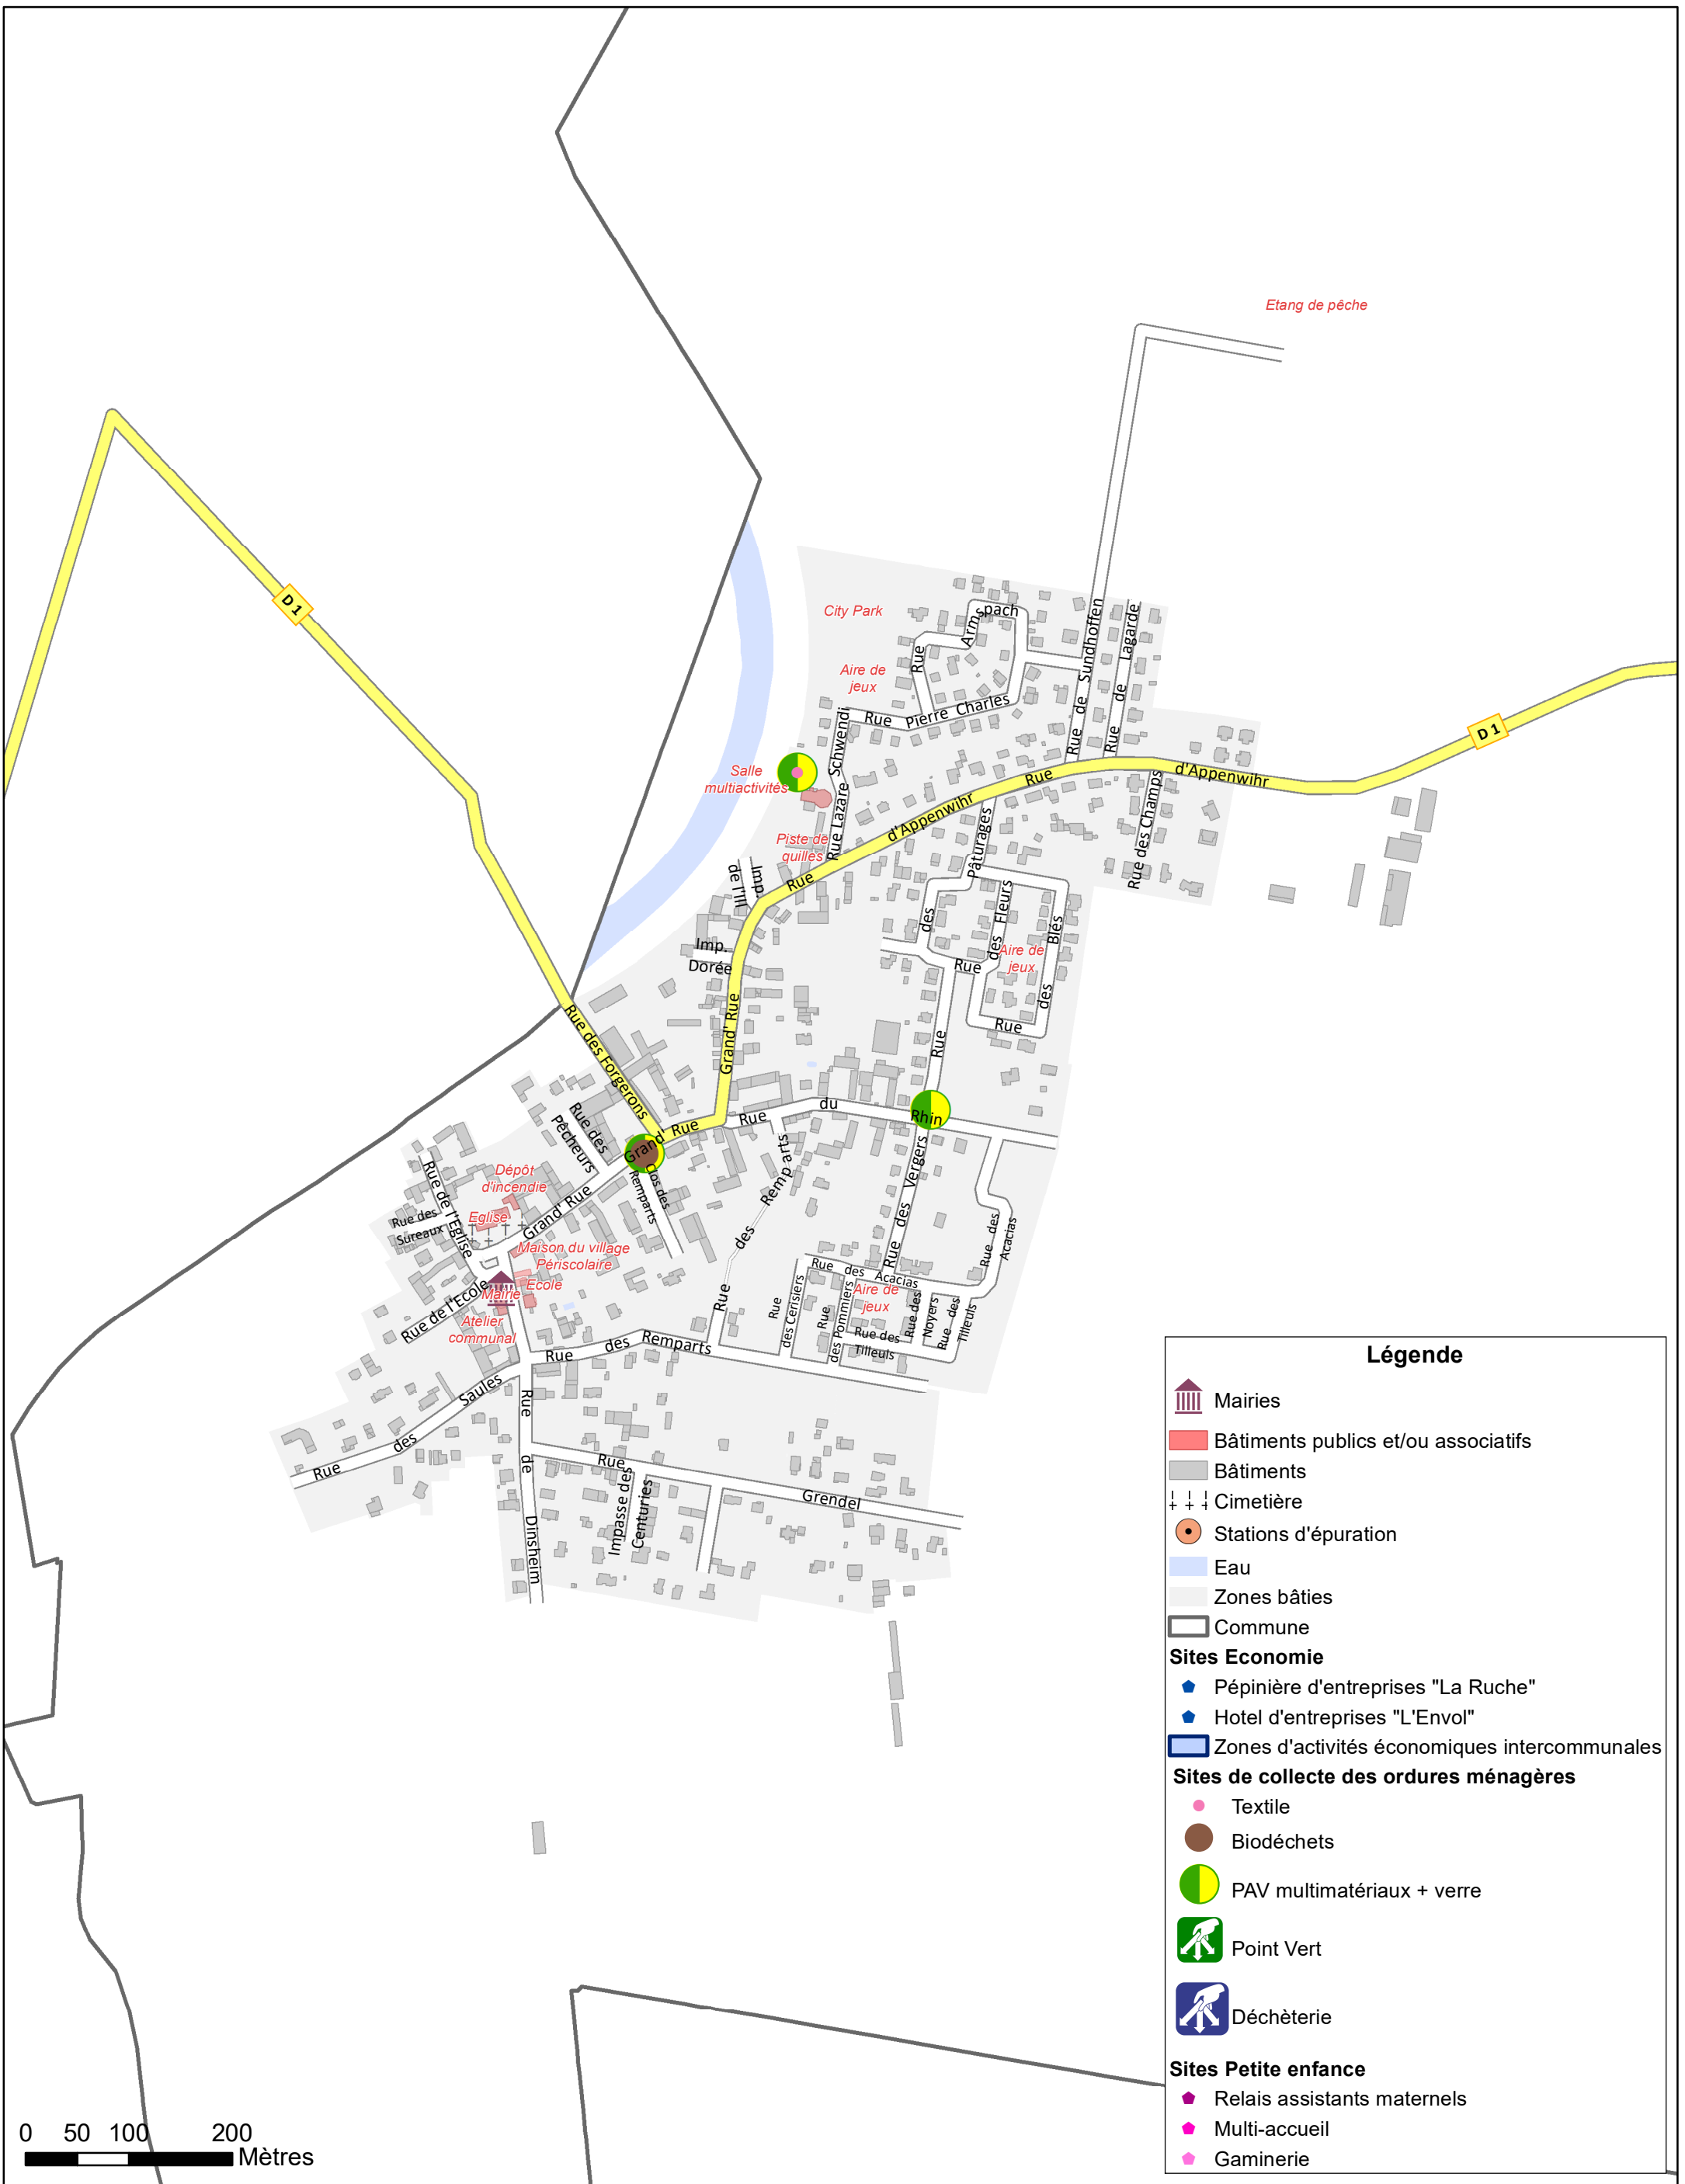 Etang de pêche
D 1
City Park
Rue Armspach
Rue de Sundhoffen
Rue de Lagarde
Aire de
jeux
Rue Pierre Charles
D 1
Salle
multiactivités
Rue Lazare Schwendi
Rue d'Appenwihr Rue d'Appenwihr
Rue des Champs
Piste de
quilles
Imp.
de l'Ill
Rue des Pâturages
Rue des Fleurs
Aire de
jeux
Rue des Blés
Imp.
Dorée
Grand' Rue
Rue des Forgerons
Rue du Rhin
Grand' Rue
Rue des
Pêcheurs
Clos des
Remparts
Rue des Remparts
Rue des Vergers
Dépôt
d'incendie
Rue de l'Eglise
Rue des
Sureaux
Eglise
Grand' Rue
Maison du village
Périscolaire
Ecole
Mairie
Rue de l'Ecole
Atelier
communal
Rue des
Acacias
Rue des Acacias
Aire de
jeux
Rue
des Cerisiers
Rue
des Pommiers
Rue des
Noyers
Rue des
Tilleuls
Rue des
Tilleuls
Rue des Remparts
Rue des Saules
Rue de Dinsheim
Rue Grendel
Impasse des
Centuries
Légende
Mairies
Bâtiments publics et/ou associatifs
Bâtiments
Cimetière
Stations d'épuration
Eau
Zones bâties
Commune
Sites Economie
Pépinière d'entreprises "La Ruche"
Hotel d'entreprises "L'Envol"
Zones d'activités économiques intercommunales
Sites de collecte des ordures ménagères
Textile
Biodéchets
PAV multimatériaux + verre
Point Vert
Déchèterie
Sites Petite enfance
Relais assistants maternels
Multi-accueil
Gaminerie
0 50 100 200
Mètres